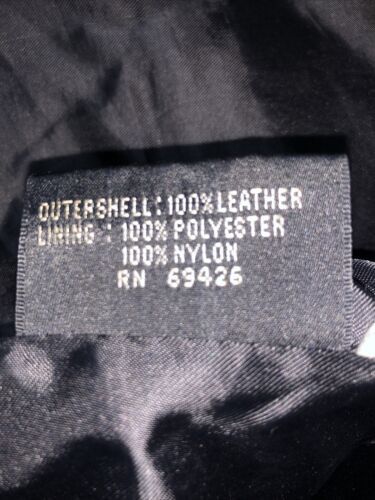 OUTERSHELL: 100% LEATHER
LINING : 100% POLYESTER
100% NYLON
RN 69426